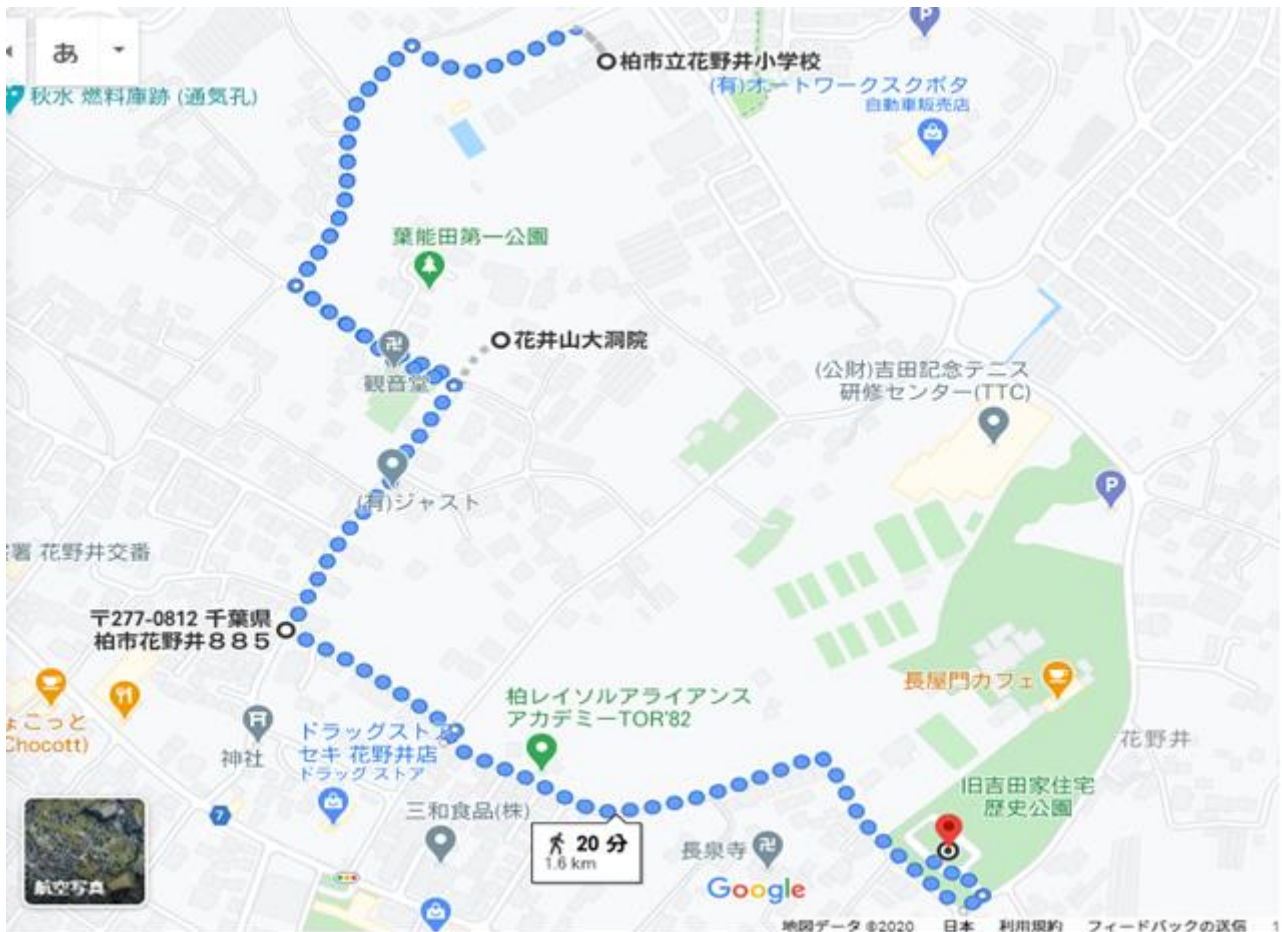 あ
柏市立花野井小学校
(有)オートワークスクボタ
自動車販売店
秋水 燃料庫跡 (通気孔)
葉能田第一公園
花井山大洞院
観音堂
(公財)吉田記念テニス
研修センター(TTC)
(有)ジャスト
署 花野井交番
〒277-0812 千葉県
柏市花野井885
長屋門カフェ
柏レイソルアライアンス
アカデミーTOR'82
ょこっと
Chocott)
神社
ドラッグスト
セキ 花野井店
ドラッグ ストア
花野井
旧吉田家住宅
歴史公園
7
三和食品(株)
20 分
1.6 km
長泉寺
航空写真
Google
地図データ ©2020 日本 利用規約 フィードバックの送信
P
P